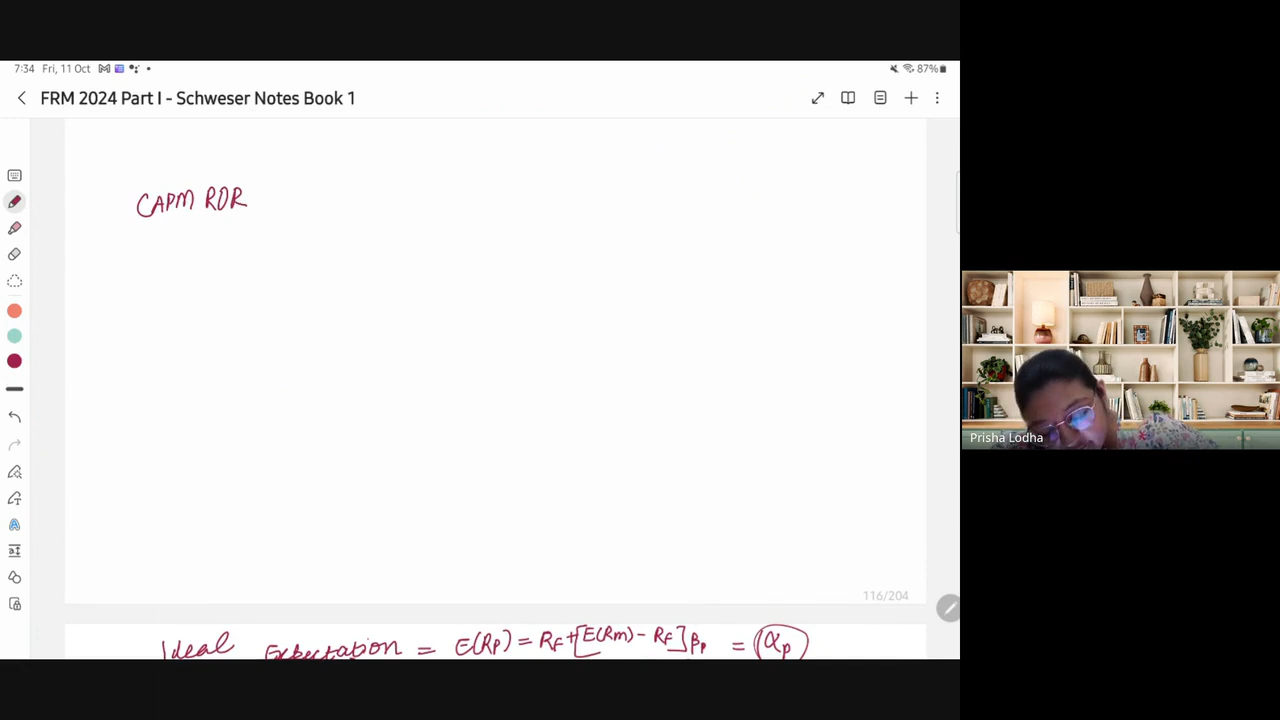 7:34 Fri, 11 Oct 87%
FRM 2024 Part I - Schweser Notes Book 1
CAPM ROR
Prisha Lodha
116/204
Ideal Expectation = E(RP) = RF + [E(Rm) - RF] βp = αp